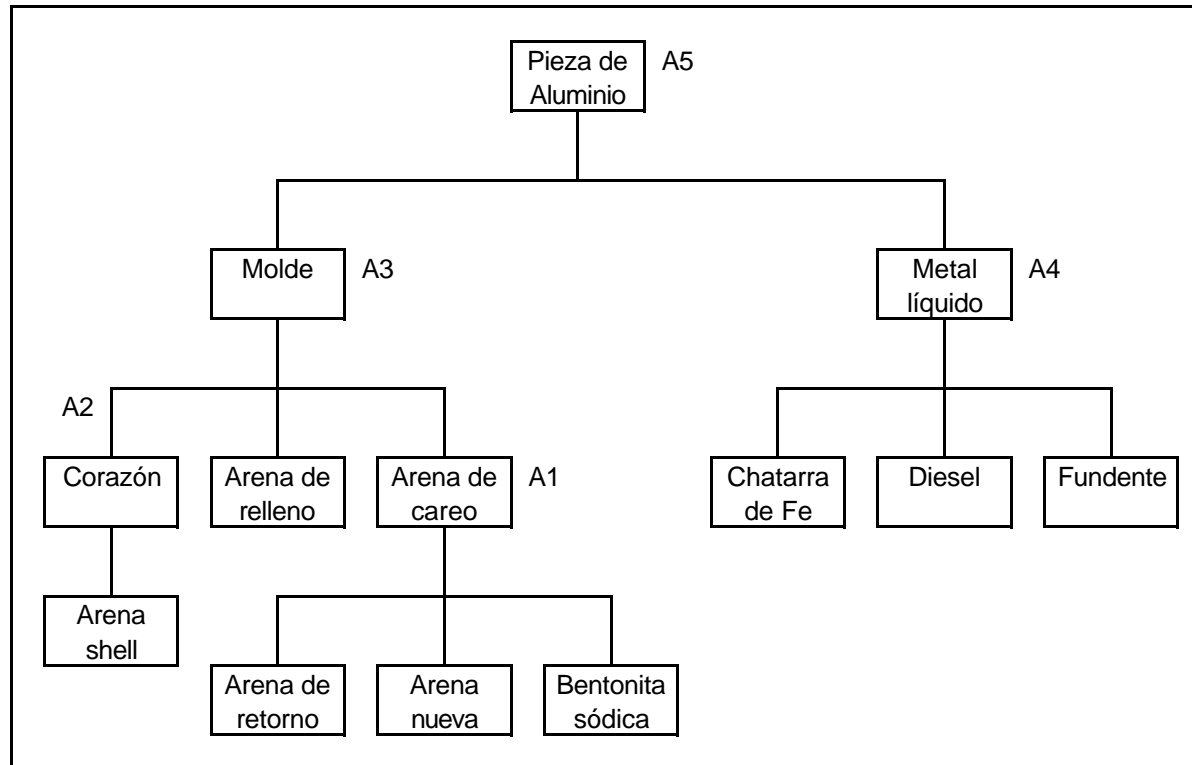 Pieza de
Aluminio
A5
Molde
A3
Metal
líquido
A4
A2
Corazón
Arena de
relleno
Arena de
careo
A1
Chatarra
de Fe
Diesel
Fundente
Arena
shell
Arena de
retorno
Arena
nueva
Bentonita
sódica